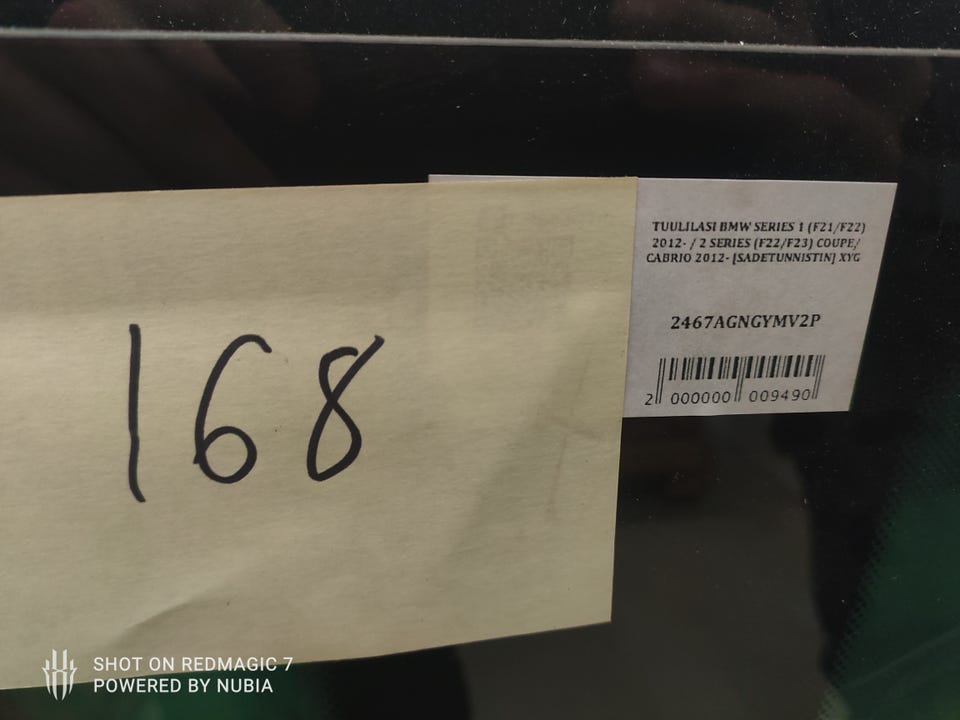 168
TUULILASI BMW SERIES 1 (F21/F22)
2012- / 2 SERIES (F22/F23) COUPE/
CABRIO 2012- [SADETUNNISTIN] XYG
2467AGNGYMV2P
2 000000 009490
SHOT ON REDMAGIC 7
POWERED BY NUBIA